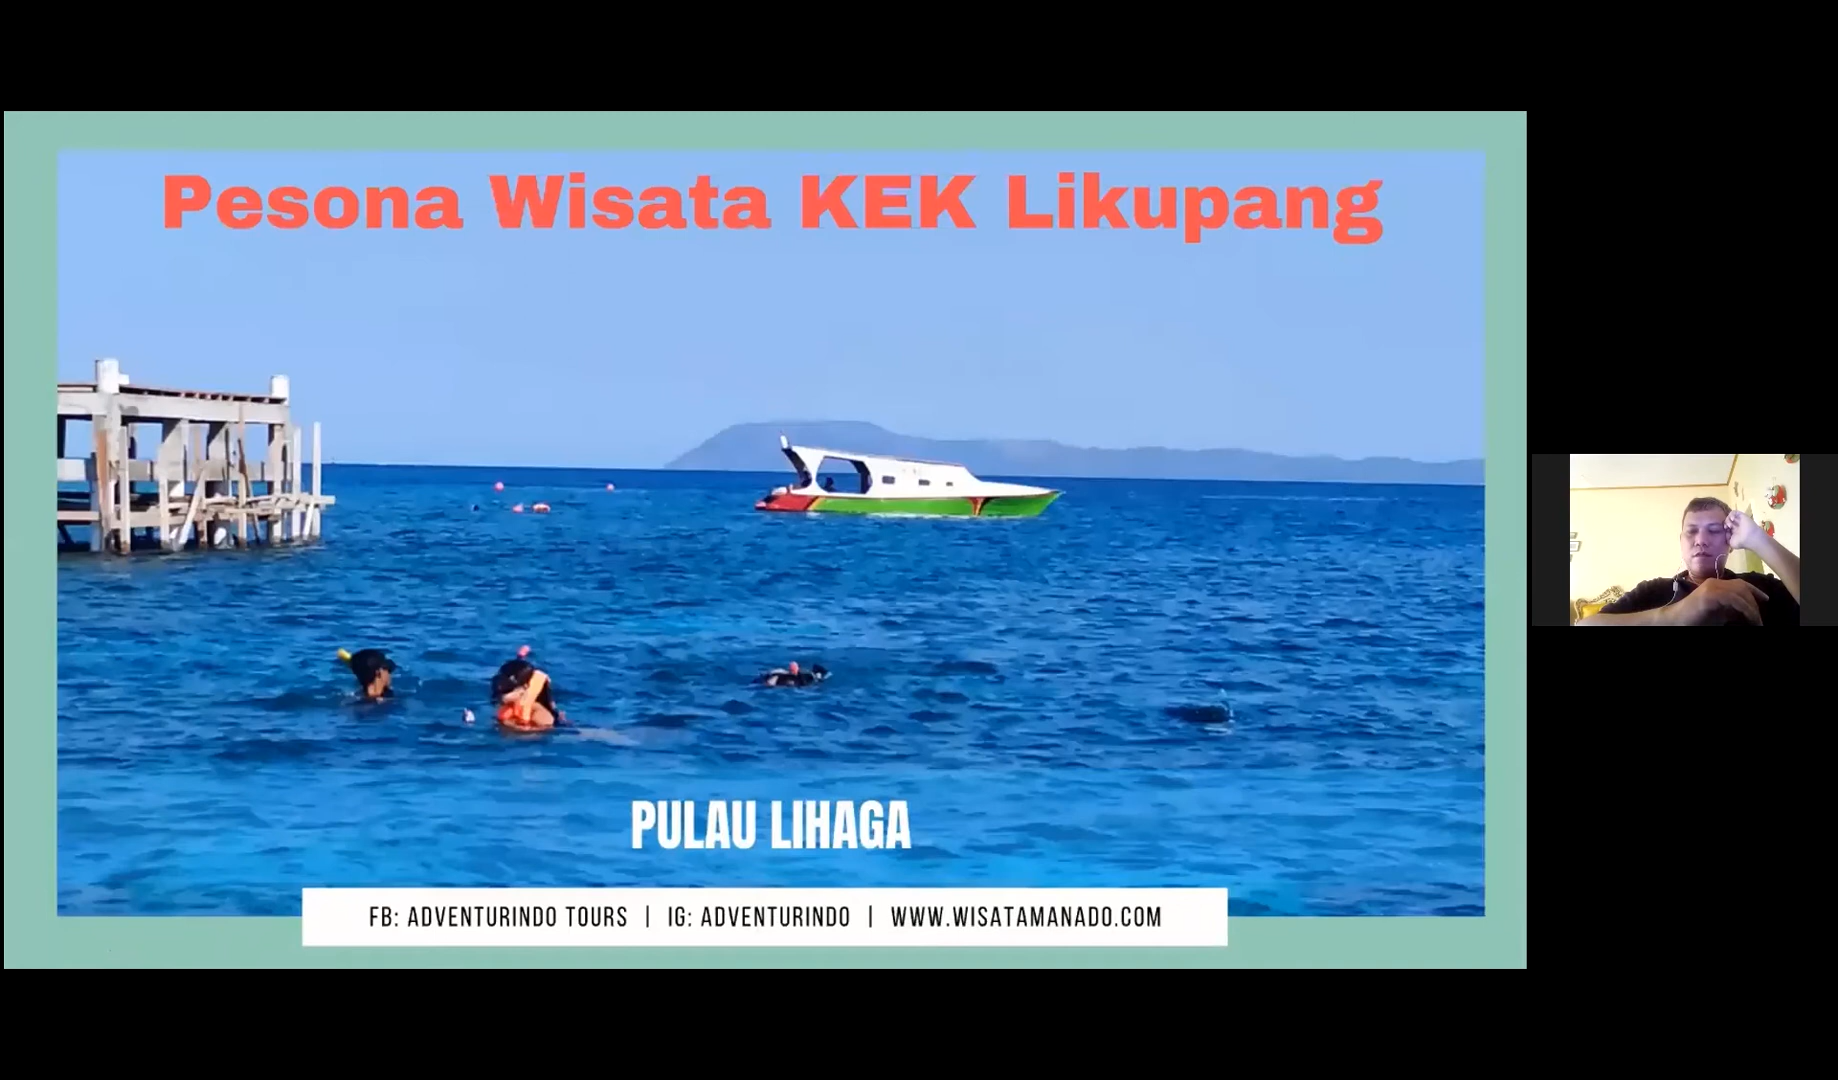 Pesona Wisata KEK Likupang
PULAU LIHAGA
FB: ADVENTURINDO TOURS | IG: ADVENTURINDO | WWW.WISATAMANADO.COM